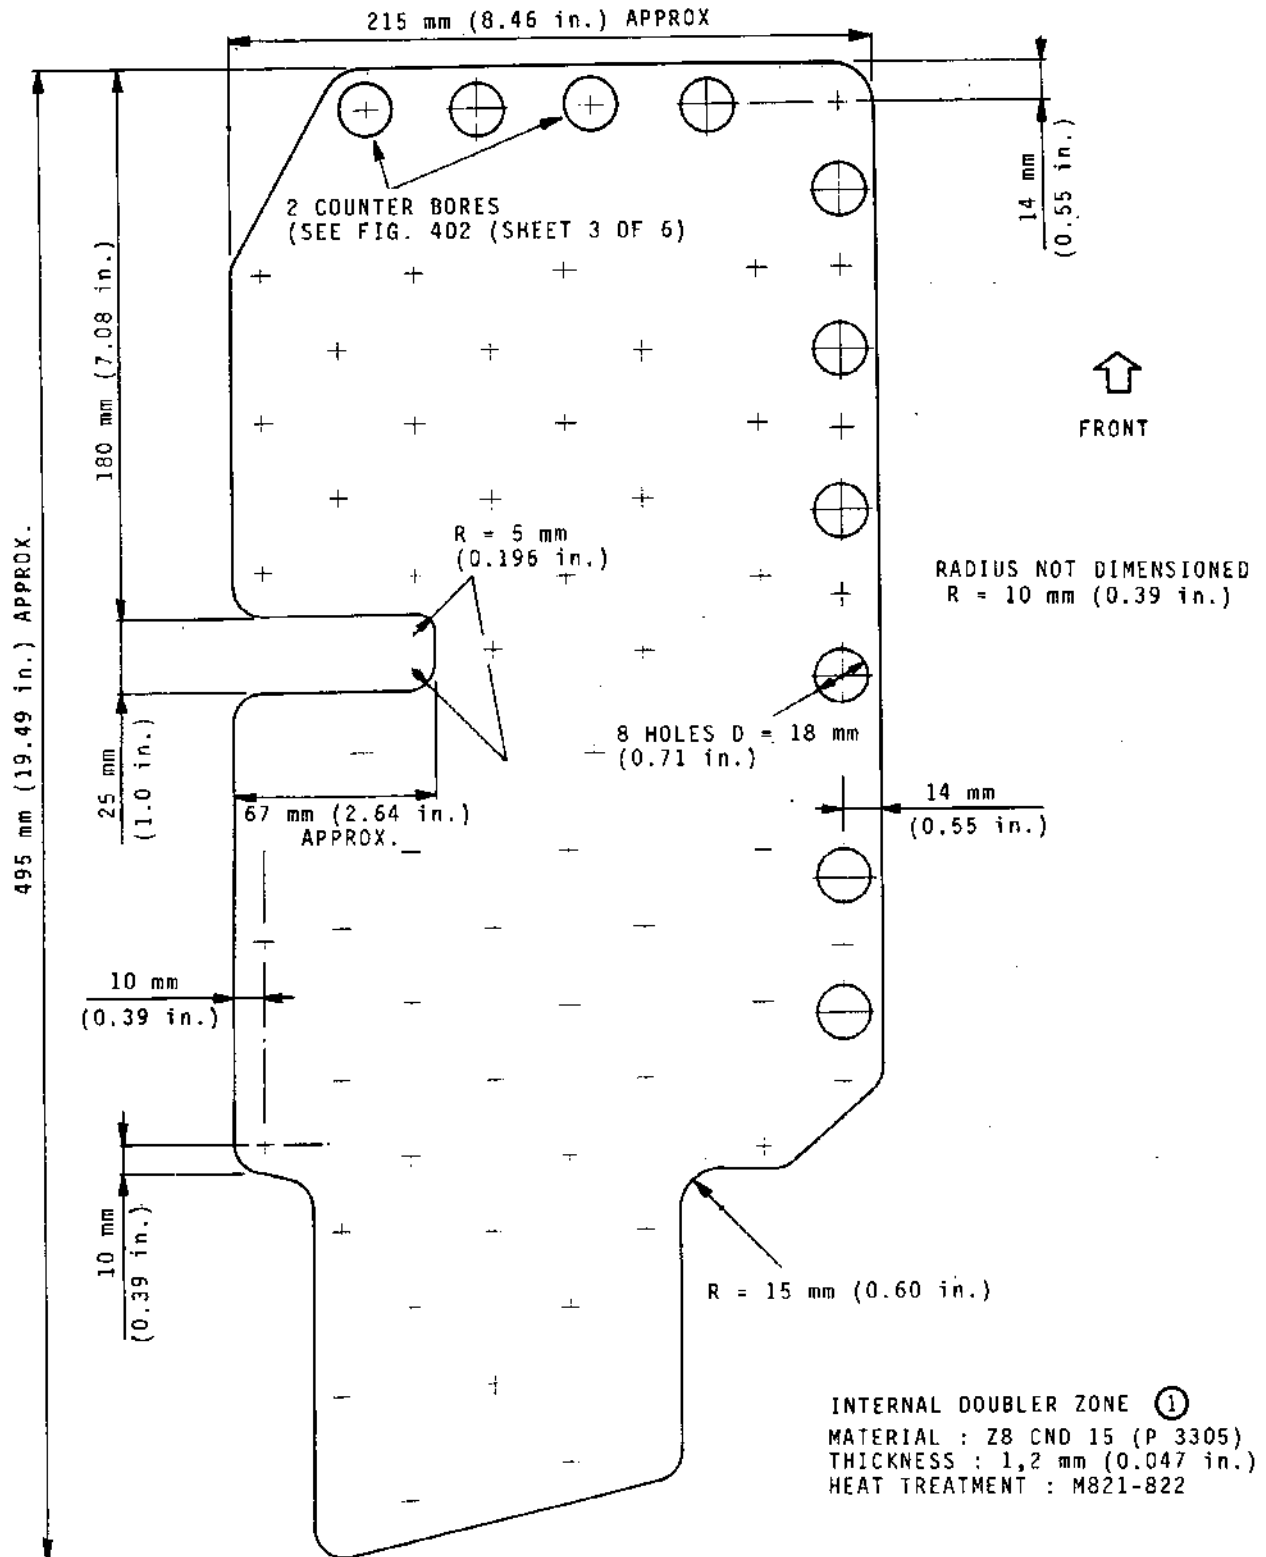 215 mm (8.46 in.) APPROX
14 mm
(0.55 in.)
2 COUNTER BORES
(SEE FIG. 402 (SHEET 3 OF 6)
180 mm (7.08 in.)
FRONT
495 mm (19.49 in.) APPROX.
R = 5 mm
(0.196 in.)
RADIUS NOT DIMENSIONED
R = 10 mm (0.39 in.)
25 mm
(1.0 in.)
8 HOLES D = 18 mm
(0.71 in.)
67 mm (2.64 in.)
APPROX.
14 mm
(0.55 in.)
10 mm
(0.39 in.)
10 mm
(0.39 in.)
R = 15 mm (0.60 in.)
INTERNAL DOUBLER ZONE 1
MATERIAL : Z8 CND 15 (P 3305)
THICKNESS : 1,2 mm (0.047 in.)
HEAT TREATMENT : M821-822